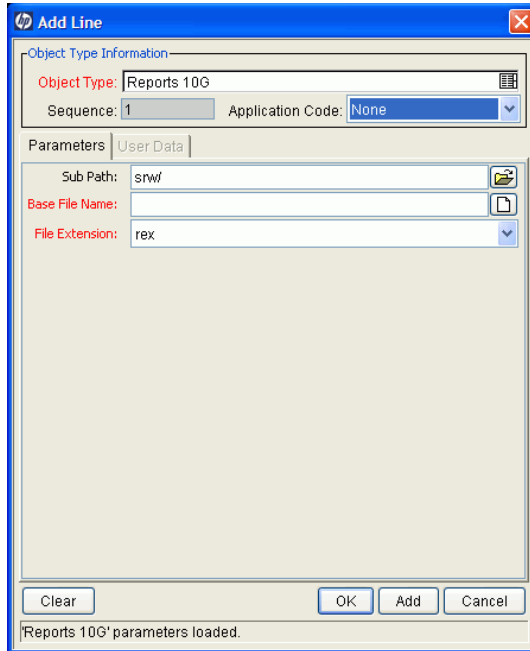 hp Add Line
Object Type Information
Object Type: Reports 10G
Sequence: 1 Application Code: None
Parameters User Data
Sub Path: srw/
Base File Name:
File Extension: rex
Clear OK Add Cancel
'Reports 10G' parameters loaded.